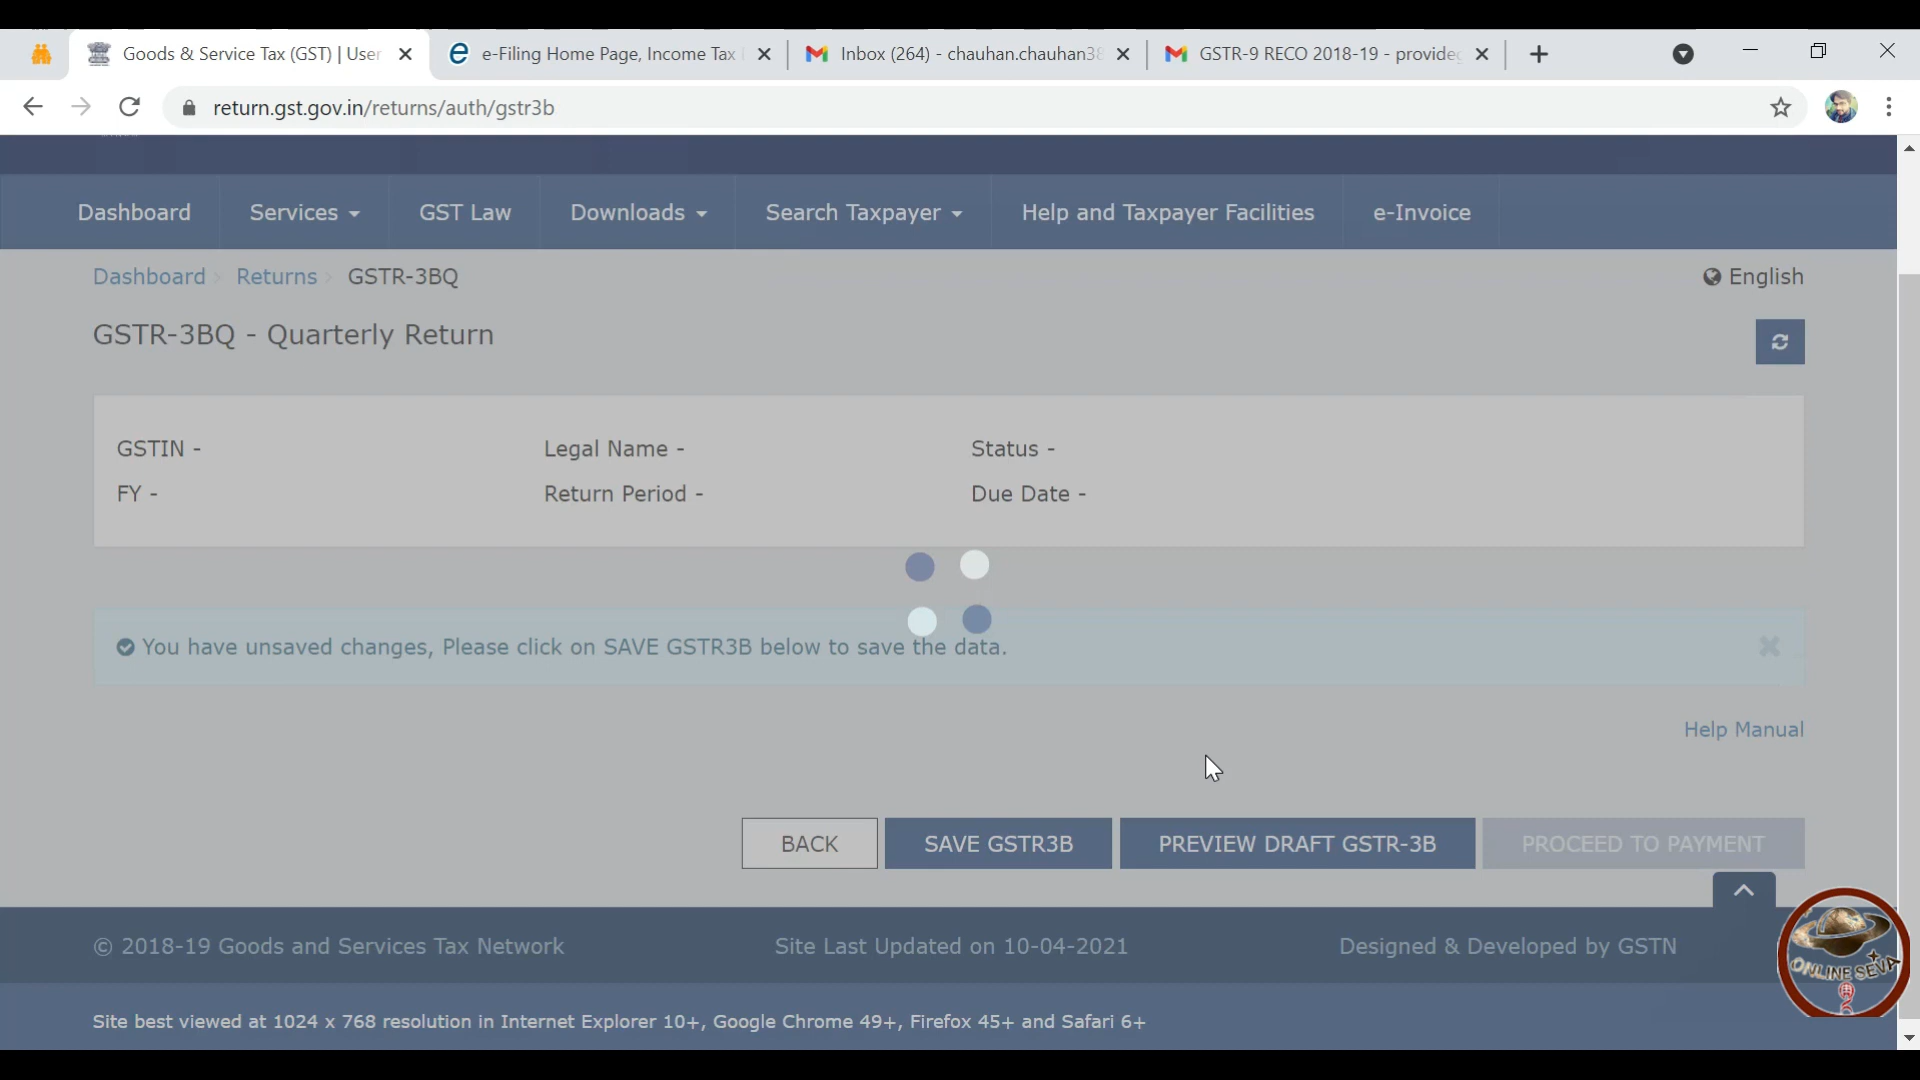 Goods & Service Tax (GST) | User
e-Filing Home Page, Income Tax
Inbox (264) - chauhan.chauhan38
GSTR-9 RECO 2018-19 - provideg
return.gst.gov.in/returns/auth/gstr3b
Dashboard Services GST Law Downloads Search Taxpayer Help and Taxpayer Facilities e-Invoice
Dashboard Returns GSTR-3BQ English
GSTR-3BQ - Quarterly Return
GSTIN - Legal Name - Status -
FY - Return Period - Due Date -
You have unsaved changes, Please click on SAVE GSTR3B below to save the data.
Help Manual
BACK SAVE GSTR3B PREVIEW DRAFT GSTR-3B PROCEED TO PAYMENT
© 2018-19 Goods and Services Tax Network Site Last Updated on 10-04-2021 Designed & Developed by GSTN
ONLINE SEVA
Site best viewed at 1024 x 768 resolution in Internet Explorer 10+, Google Chrome 49+, Firefox 45+ and Safari 6+